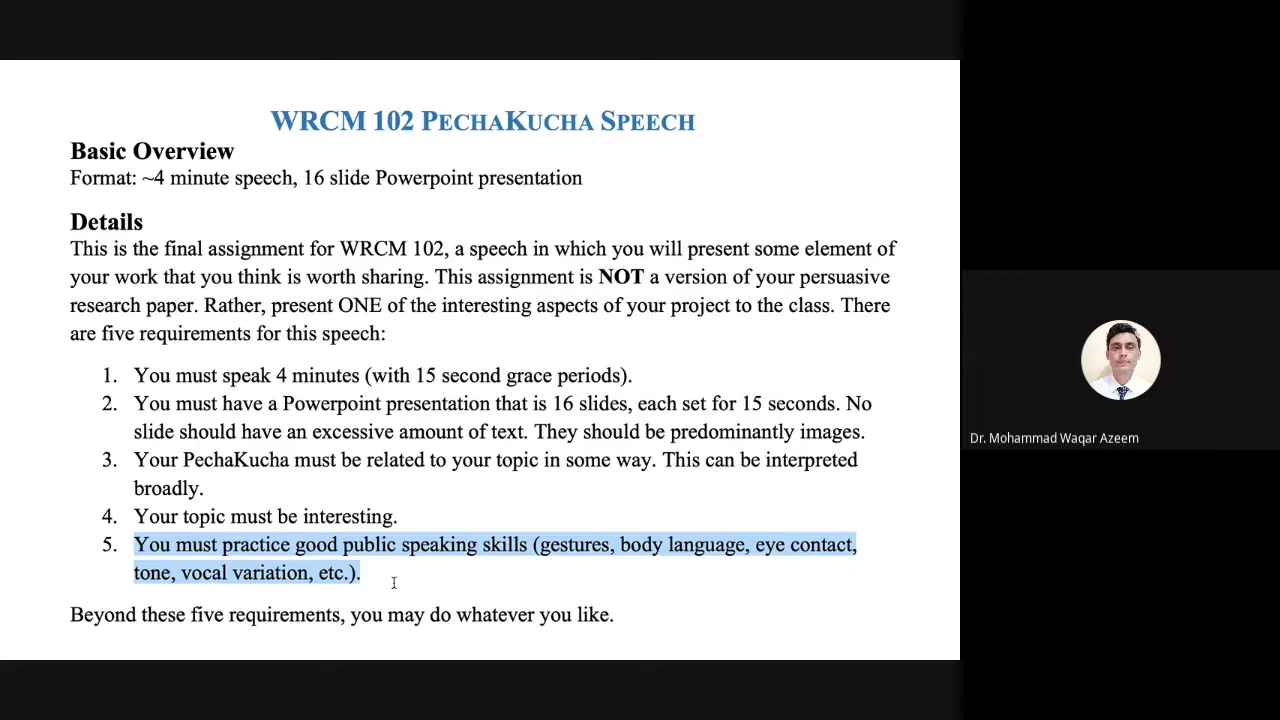 WRCM 102 PECHAKUCHA SPEECH
Basic Overview
Format: ~4 minute speech, 16 slide Powerpoint presentation
Details
This is the final assignment for WRCM 102, a speech in which you will present some element of
your work that you think is worth sharing. This assignment is NOT a version of your persuasive
research paper. Rather, present ONE of the interesting aspects of your project to the class. There
are five requirements for this speech:
1. You must speak 4 minutes (with 15 second grace periods).
2. You must have a Powerpoint presentation that is 16 slides, each set for 15 seconds. No
slide should have an excessive amount of text. They should be predominantly images.
3. Your PechaKucha must be related to your topic in some way. This can be interpreted
broadly.
4. Your topic must be interesting.
5. You must practice good public speaking skills (gestures, body language, eye contact,
tone, vocal variation, etc.).
Beyond these five requirements, you may do whatever you like.
Dr. Mohammad Waqar Azeem